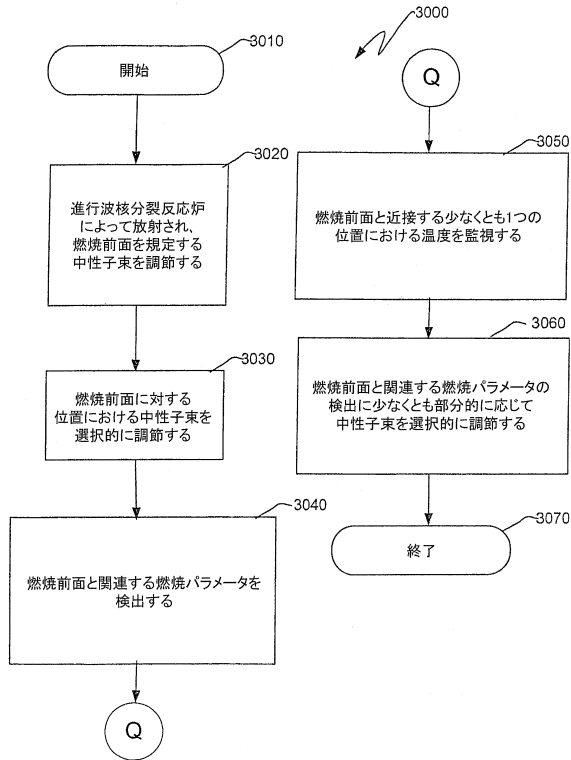 3000
3010
開始
3020
進行波核分裂反応炉
によって放射され、
燃焼前面を規定する
中性子束を調節する
3030
燃焼前面に対する
位置における中性子束を
選択的に調節する
3040
燃焼前面と関連する燃焼パラメータを
検出する
Q
Q
3050
燃焼前面と近接する少なくとも1つの
位置における温度を監視する
3060
燃焼前面と関連する燃焼パラメータの
検出に少なくとも部分的に応じて
中性子束を選択的に調節する
3070
終了